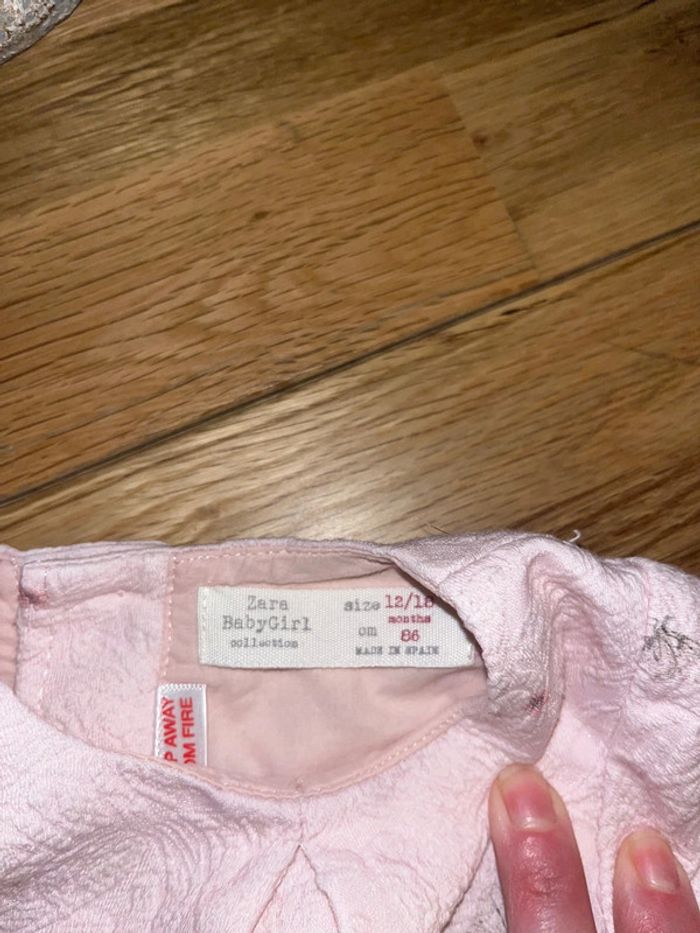 Zara
BabyGirl
collection
size 12/18
months
cm 86
MADE IN SPAIN
P AWAY
OM FIRE